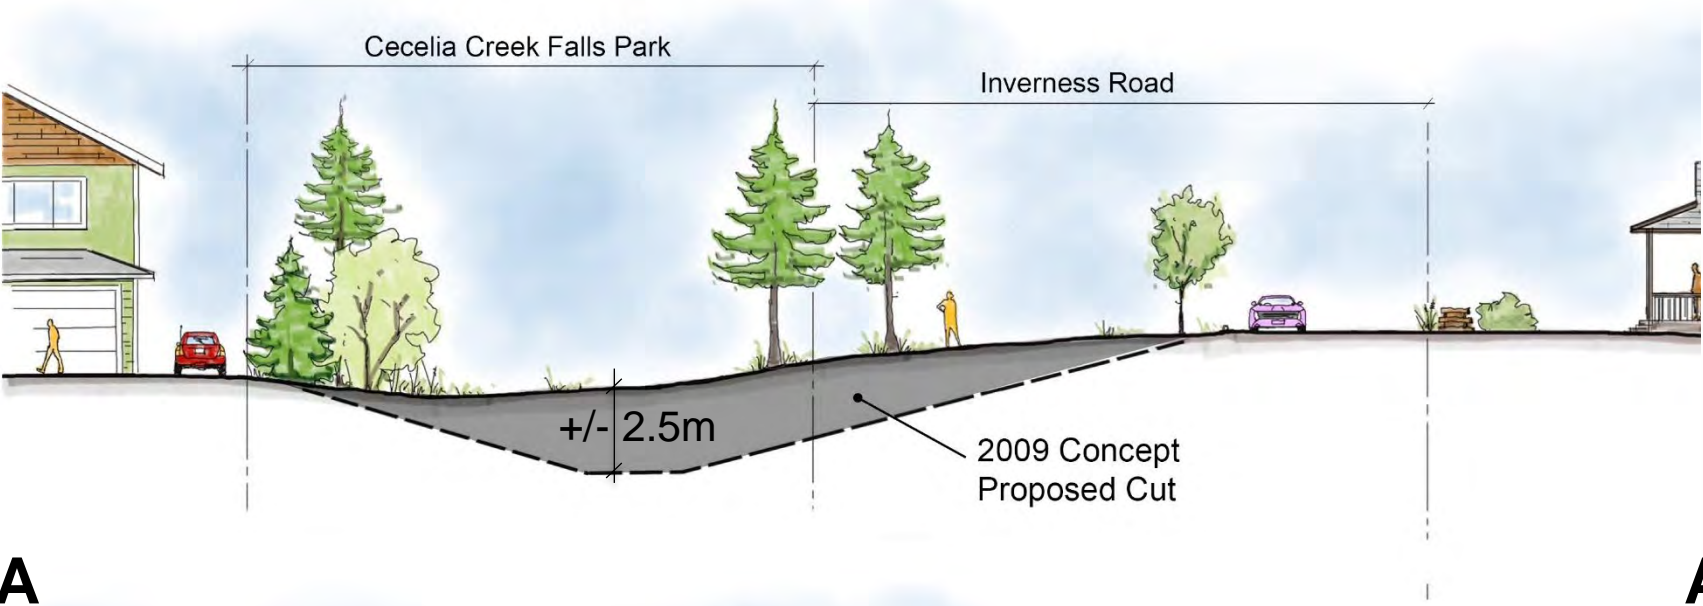 Cecelia Creek Falls Park
Inverness Road
+/- 2.5m
2009 Concept
Proposed Cut
A
A